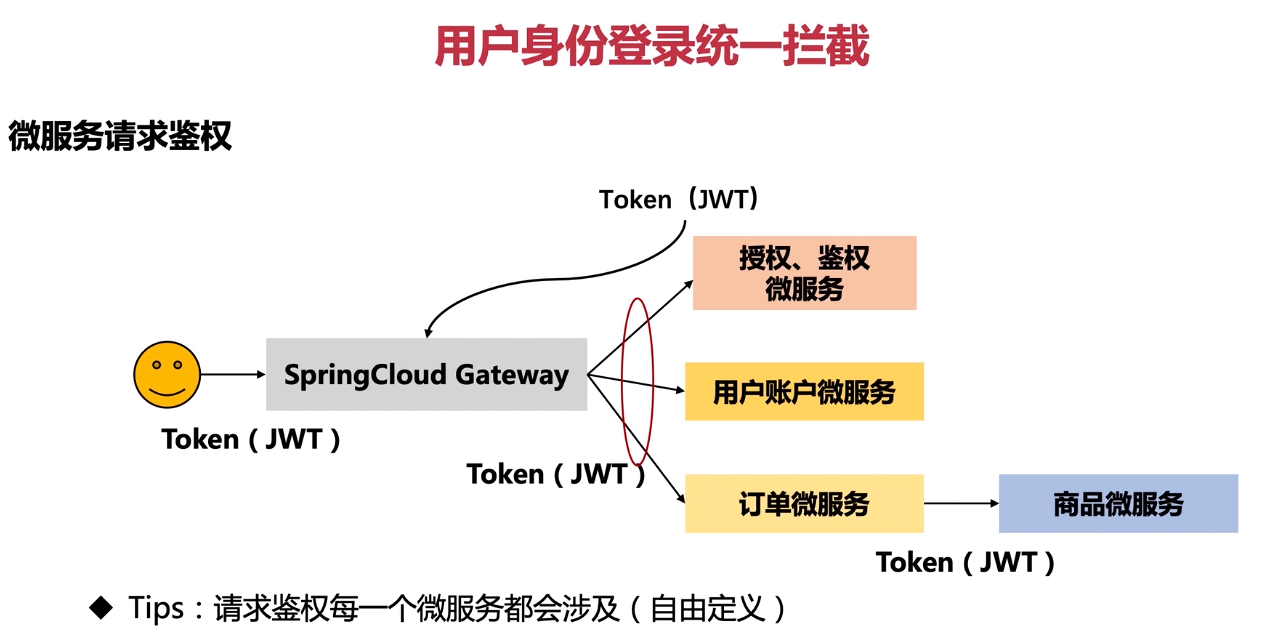 用户身份登录统一拦截
微服务请求鉴权
Token（JWT）
授权、鉴权
微服务
SpringCloud Gateway
用户账户微服务
Token（JWT）
Token（JWT）
订单微服务
商品微服务
Token（JWT）
◆ Tips：请求鉴权每一个微服务都会涉及（自由定义）